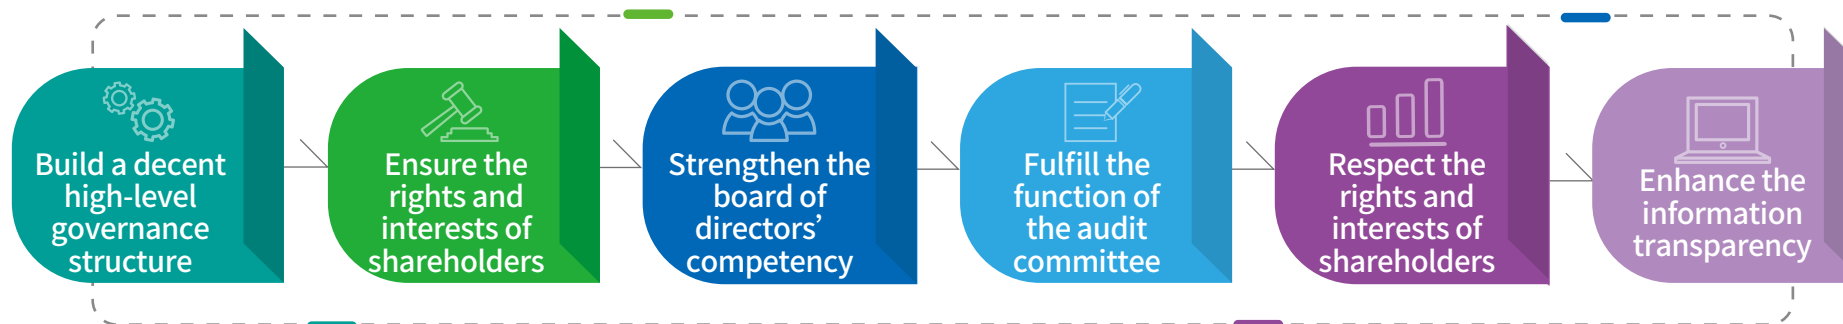 Build a decent
high-level
governance
structure
Ensure the
rights and
interests of
shareholders
Strengthen the
board of
directors’
competency
Fulfill the
function of
the audit
committee
Respect the
rights and
interests of
shareholders
Enhance the
information
transparency